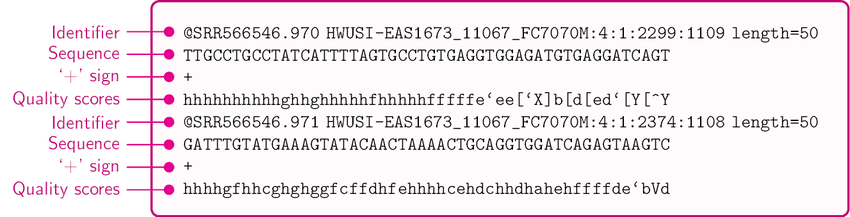 Identifier @SRR566546.970 HWUSI-EAS1673_11067_FC7070M:4:1:2299:1109 length=50
Sequence TTGCCTGCCTATCATTTTAGTGCCTGTGAGGTGGAGATGTGAGGATCAGT
‘+’ sign +
Quality scores hhhhhhhhhhghhghhhhhfhhhhhfffffe‘ee[‘X]b[d[ed‘[Y[^Y
Identifier @SRR566546.971 HWUSI-EAS1673_11067_FC7070M:4:1:2374:1108 length=50
Sequence GATTTGTATGAAAGTATACAACTAAAACTGCAGGTGGATCAGAGTAAGTC
‘+’ sign +
Quality scores hhhhgfhhcghghggfcffdhfehhhhcehdchhdhahehffffde‘bVd